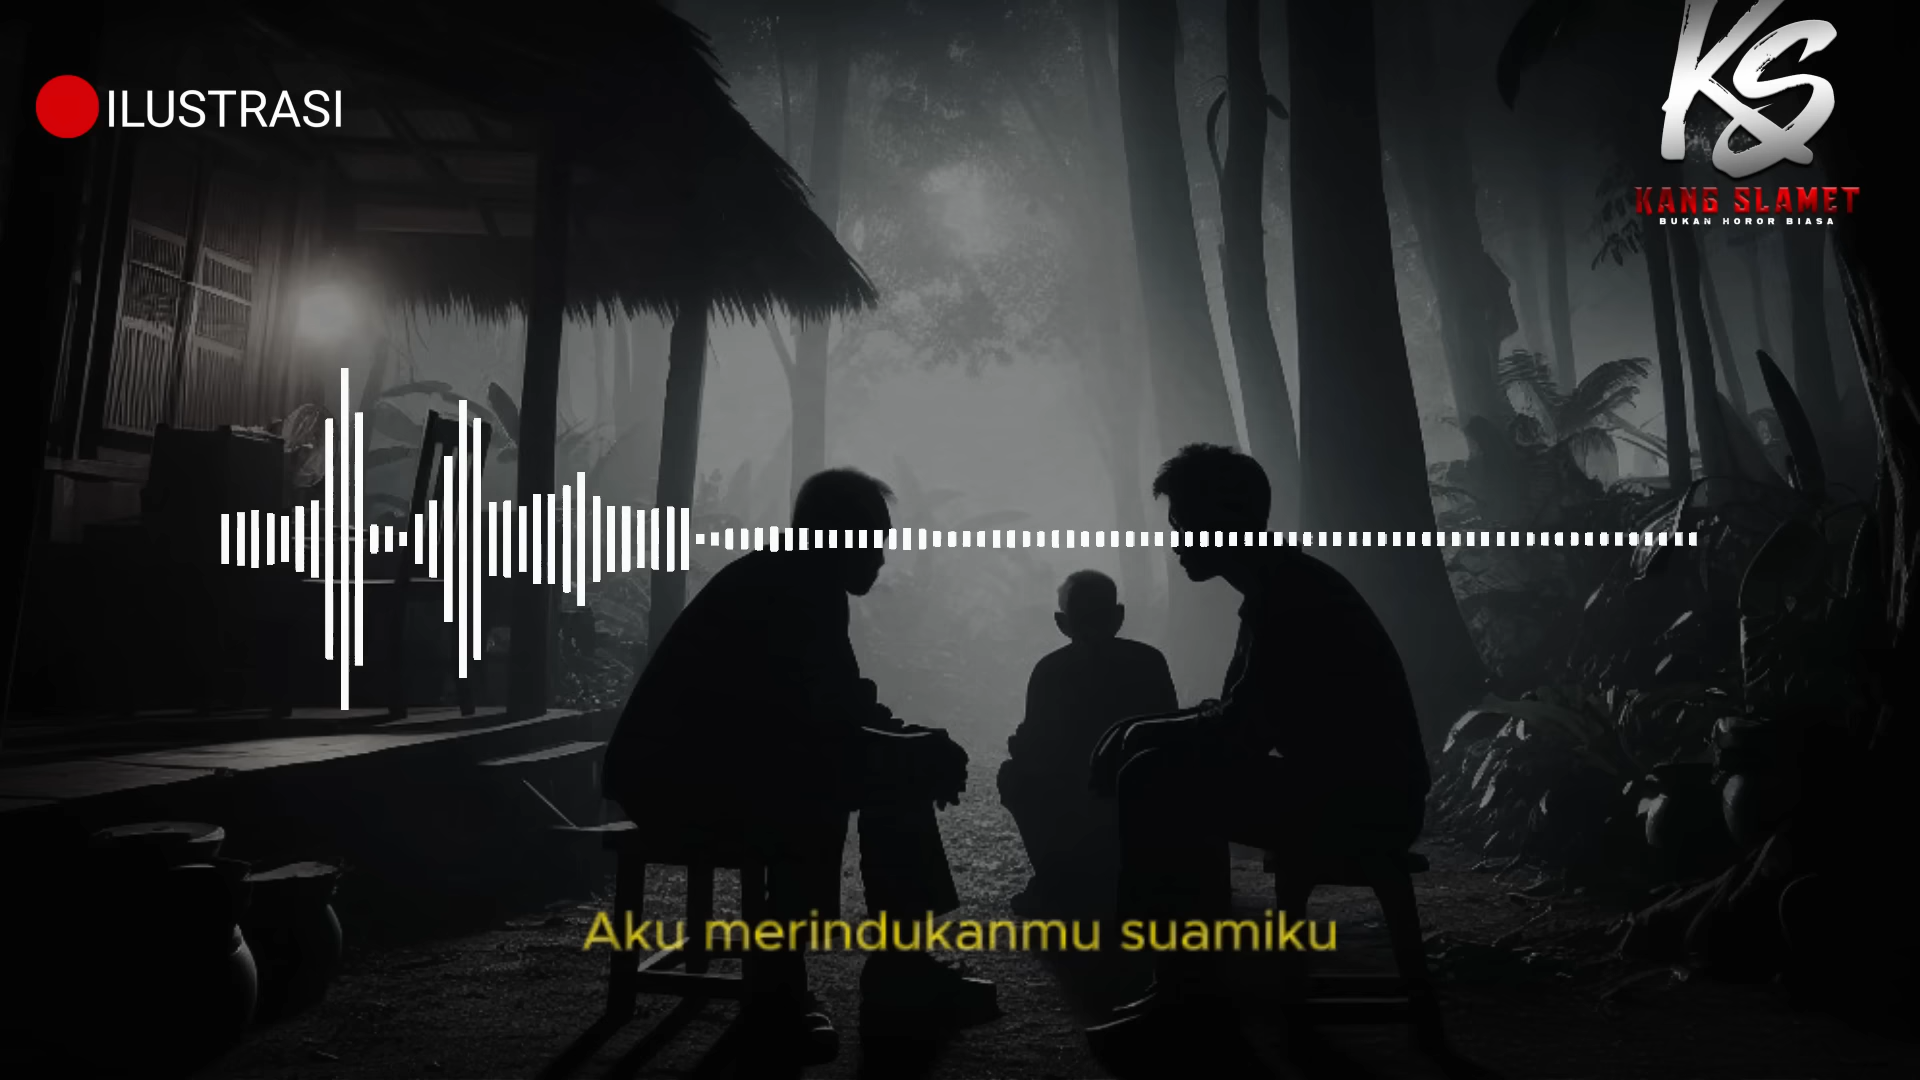 ILUSTRASI
KS
KANG SLAMET
BUKAN HOROR BIASA
Aku merindukanmu suamiku